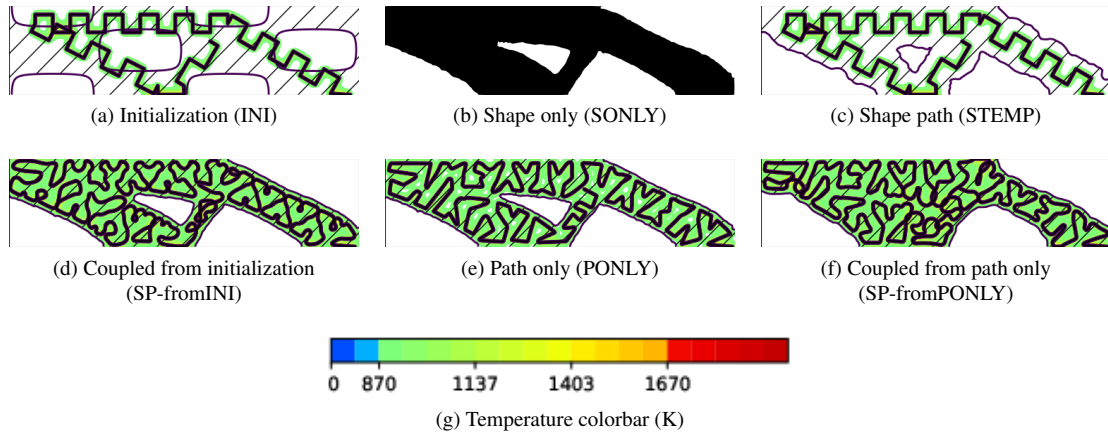 (a) Initialization (INI)
(b) Shape only (SONLY)
(c) Shape path (STEMP)
(d) Coupled from initialization
(SP-fromINI)
(e) Path only (PONLY)
(f) Coupled from path only
(SP-fromPONLY)
0 870 1137 1403 1670
(g) Temperature colorbar (K)